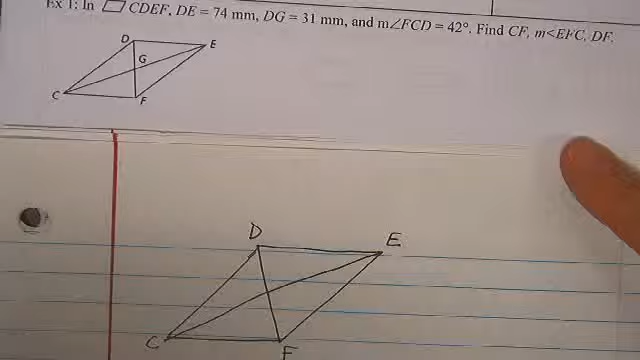 Ex 1: In ▱ CDEF, DE = 74 mm, DG = 31 mm, and m∠FCD = 42°. Find CF, m<EFC, DF.
D
E
G
C
F
D
E
C
F